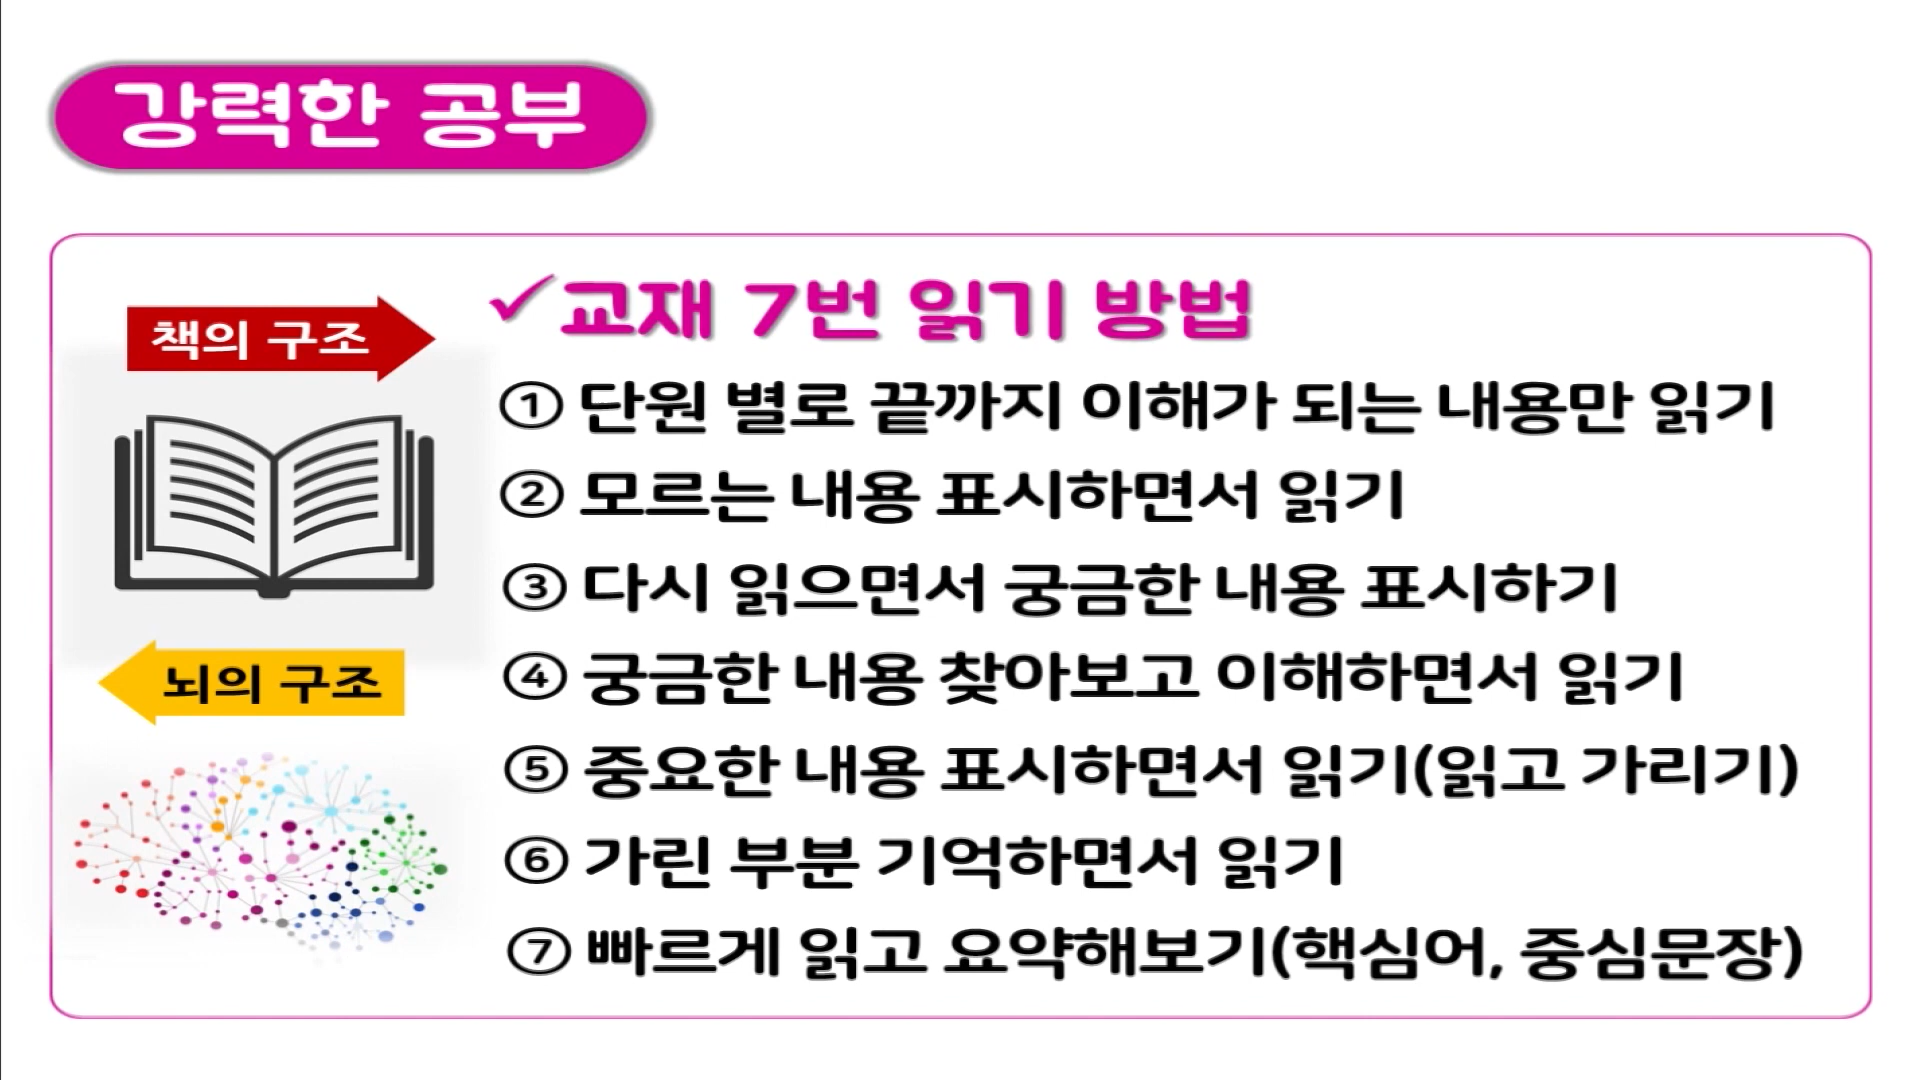 강력한 공부
책의 구조
뇌의 구조
✓교재 7번 읽기 방법
① 단원 별로 끝까지 이해가 되는 내용만 읽기
② 모르는 내용 표시하면서 읽기
③ 다시 읽으면서 궁금한 내용 표시하기
④ 궁금한 내용 찾아보고 이해하면서 읽기
⑤ 중요한 내용 표시하면서 읽기(읽고 가리기)
⑥ 가린 부분 기억하면서 읽기
⑦ 빠르게 읽고 요약해보기(핵심어, 중심문장)